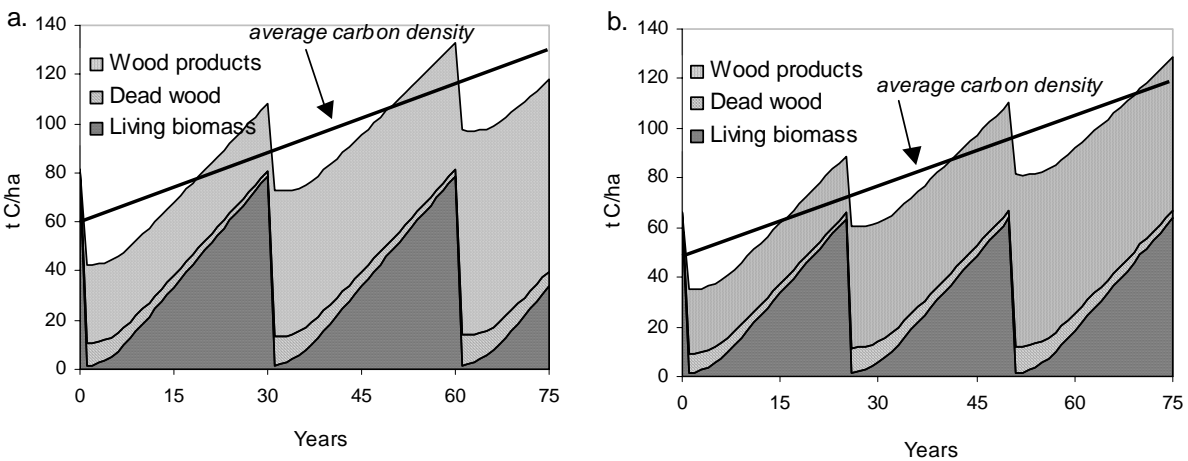 a.
140
120
100
80
60
40
20
0
t C/ha
average carbon density
Wood products
Dead wood
Living biomass
0 15 30 45 60 75
Years
b.
140
120
100
80
60
40
20
0
t C/ha
Wood products
average carbon density
Dead wood
Living biomass
0 15 30 45 60 75
Years